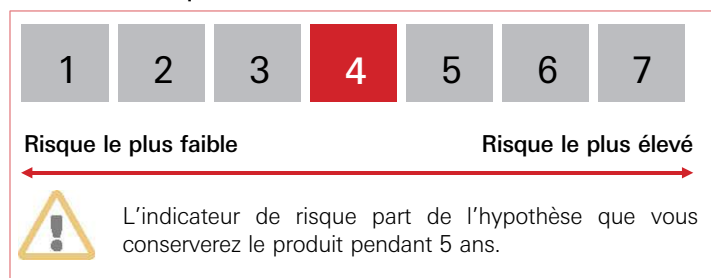 1 2 3 4 5 6 7
Risque le plus faible Risque le plus élevé
L'indicateur de risque part de l'hypothèse que vous
conserverez le produit pendant 5 ans.